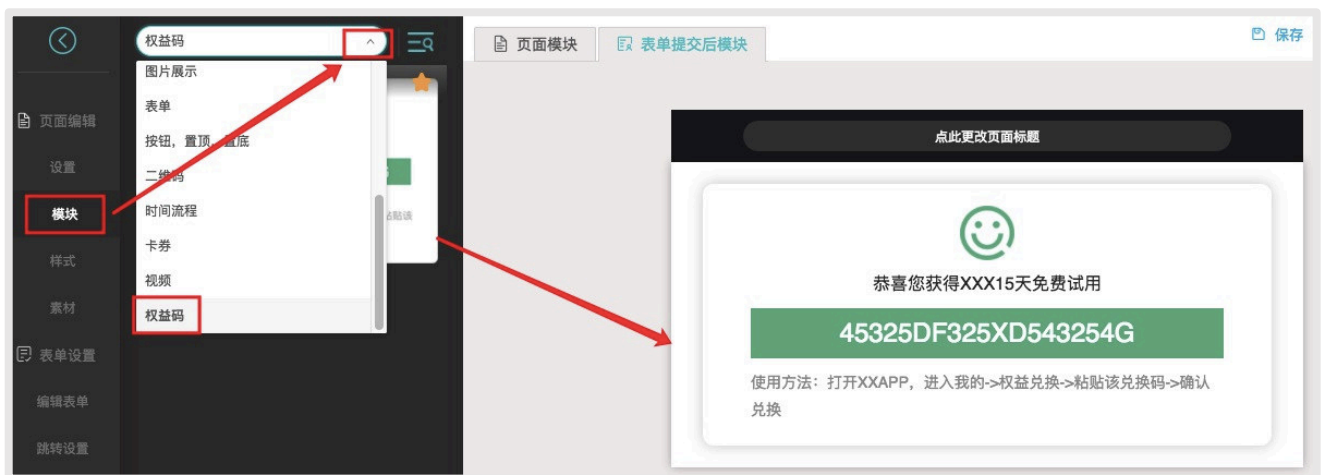 权益码
页面模块
表单提交后模块
保存
图片展示
表单
页面编辑
按钮，置顶，置底
点此更改页面标题
设置
二维码
模块
时间流程
粘贴该
样式
卡券
素材
视频
恭喜您获得XXX15天免费试用
权益码
45325DF325XD543254G
表单设置
使用方法：打开XXAPP，进入我的->权益兑换->粘贴该兑换码->确认
兑换
编辑表单
跳转设置